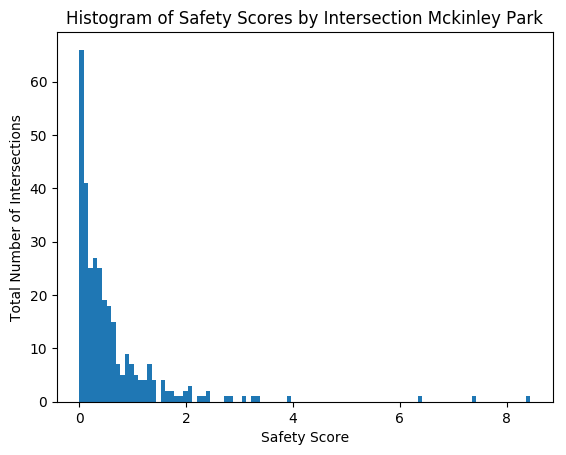 Histogram of Safety Scores by Intersection Mckinley Park
Total Number of Intersections
60
50
40
30
20
10
0
0 2 4 6 8
Safety Score